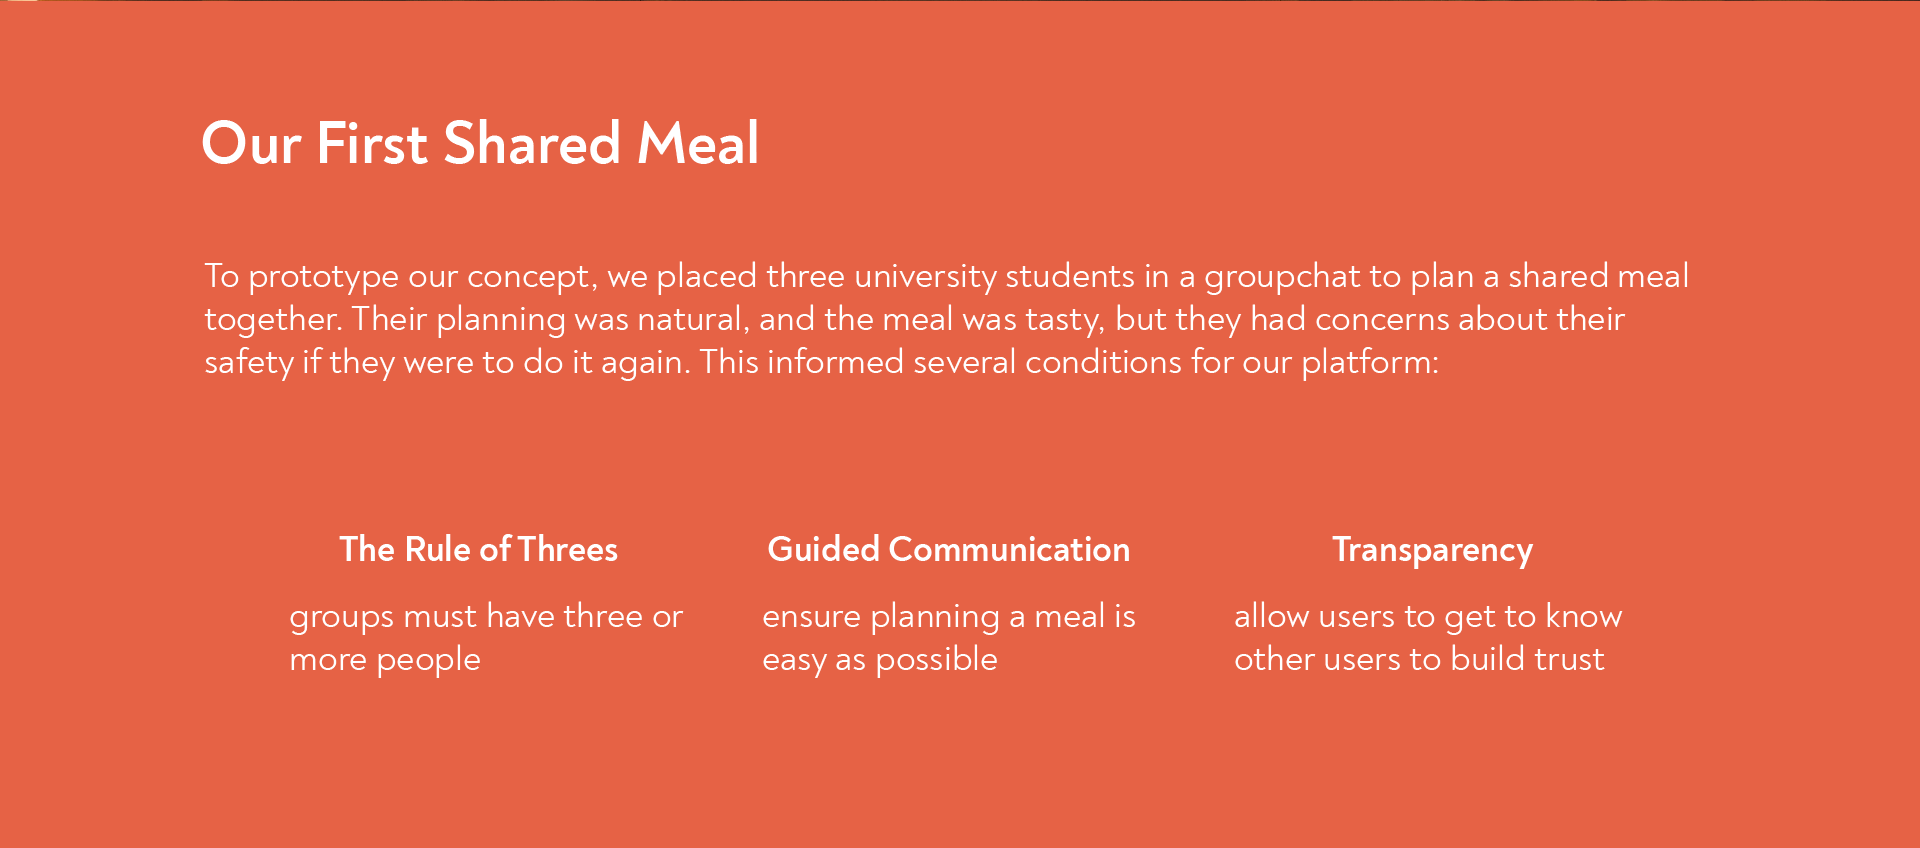 Our First Shared Meal
To prototype our concept, we placed three university students in a groupchat to plan a shared meal
together. Their planning was natural, and the meal was tasty, but they had concerns about their
safety if they were to do it again. This informed several conditions for our platform:
The Rule of Threes
groups must have three or
more people
Guided Communication
ensure planning a meal is
easy as possible
Transparency
allow users to get to know
other users to build trust